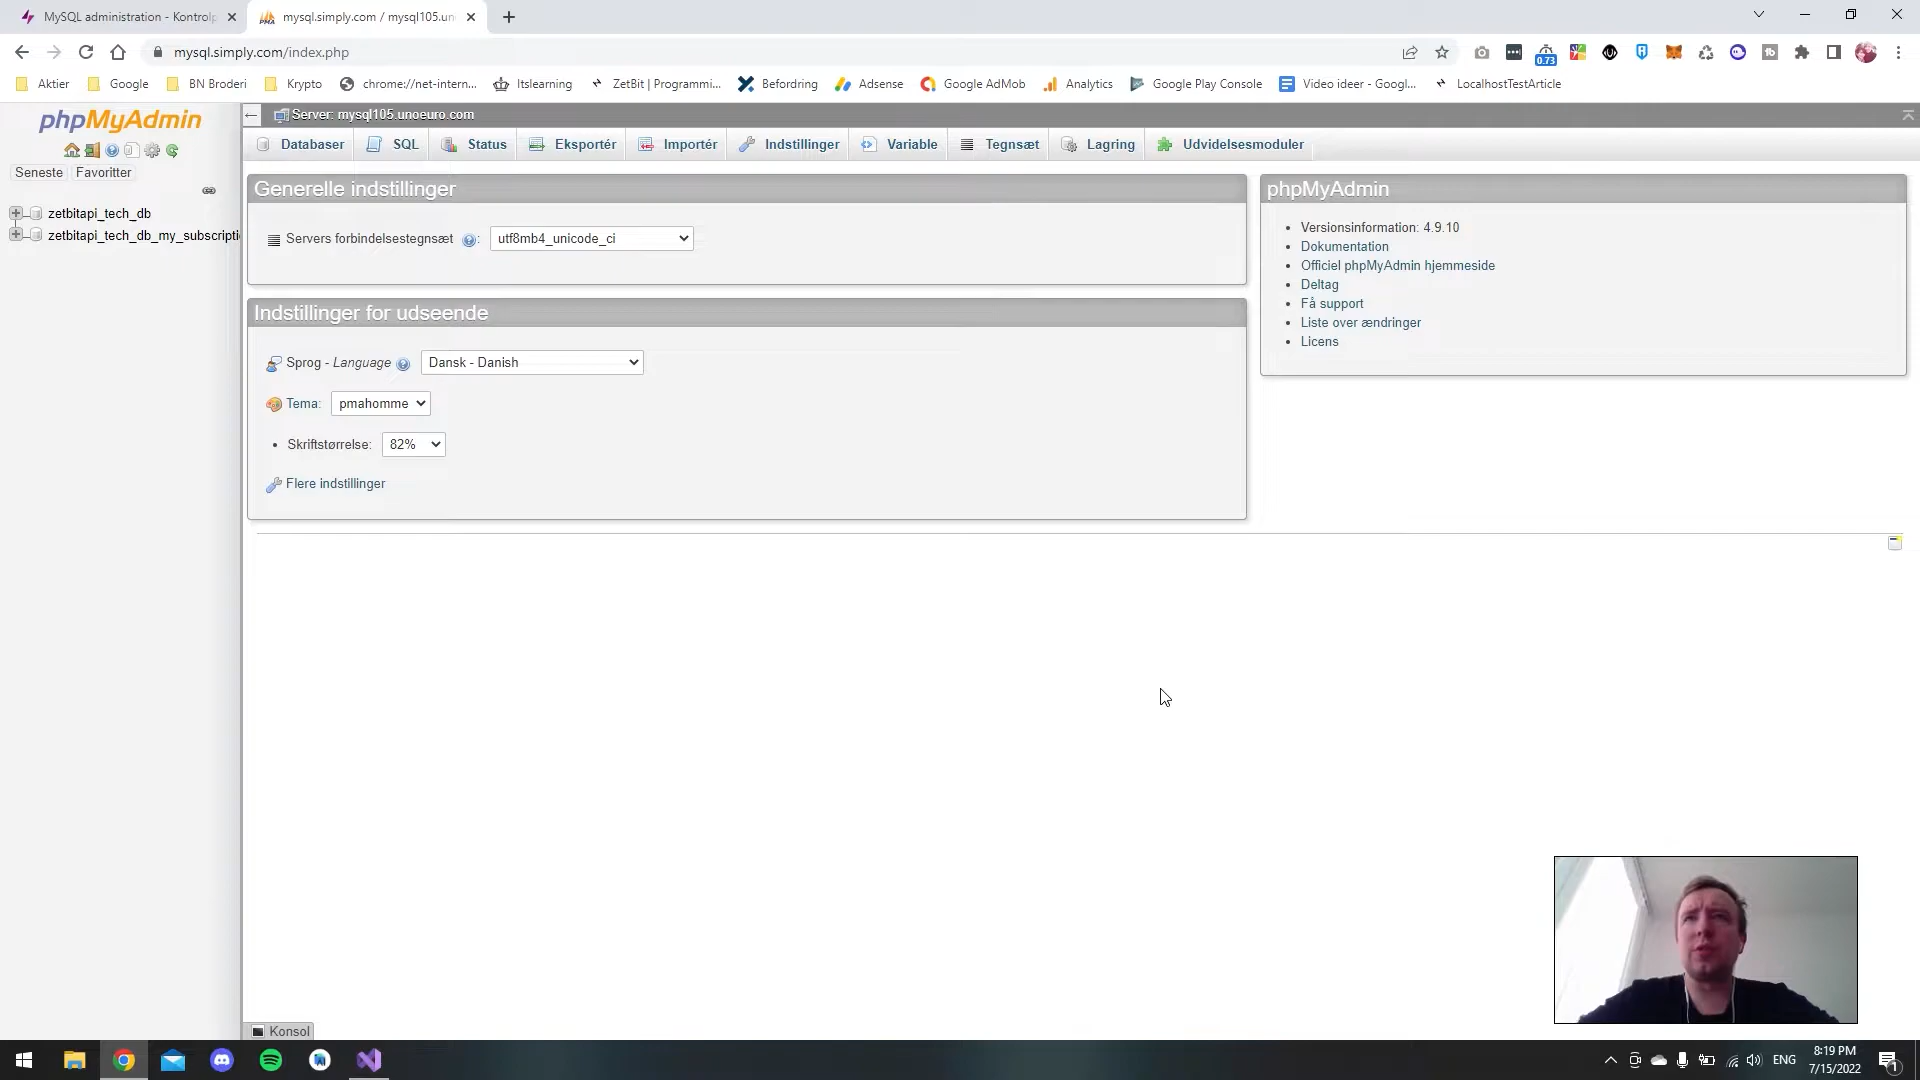 MySQL administration - Kontrolp
mysql.simply.com / mysql105.un
mysql.simply.com/index.php
0.73
Aktier
Google
BN Broderi
Krypto
chrome://net-intern...
Itslearning
ZetBit | Programmi...
Befordring
Adsense
Google AdMob
Analytics
Google Play Console
Video ideer - Googl...
LocalhostTestArticle
phpMyAdmin
Seneste
Favoritter
zetbitapi_tech_db
zetbitapi_tech_db_my_subscripti
Server: mysql105.unoeuro.com
Databaser
SQL
Status
Eksportér
Importér
Indstillinger
Variable
Tegnsæt
Lagring
Udvidelsesmoduler
Generelle indstillinger
Servers forbindelsestegnsæt : utf8mb4_unicode_ci
Indstillinger for udseende
Sprog - Language Dansk - Danish
Tema: pmahomme
Skriftstørrelse: 82%
Flere indstillinger
phpMyAdmin
Versionsinformation: 4.9.10
Dokumentation
Officiel phpMyAdmin hjemmeside
Deltag
Få support
Liste over ændringer
Licens
Konsol
ENG
8:19 PM
7/15/2022
1